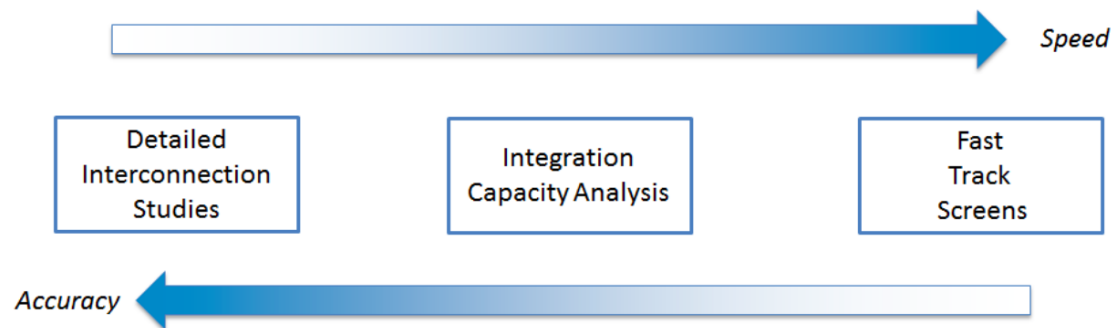 Speed
Detailed
Interconnection
Studies
Integration
Capacity Analysis
Fast
Track
Screens
Accuracy